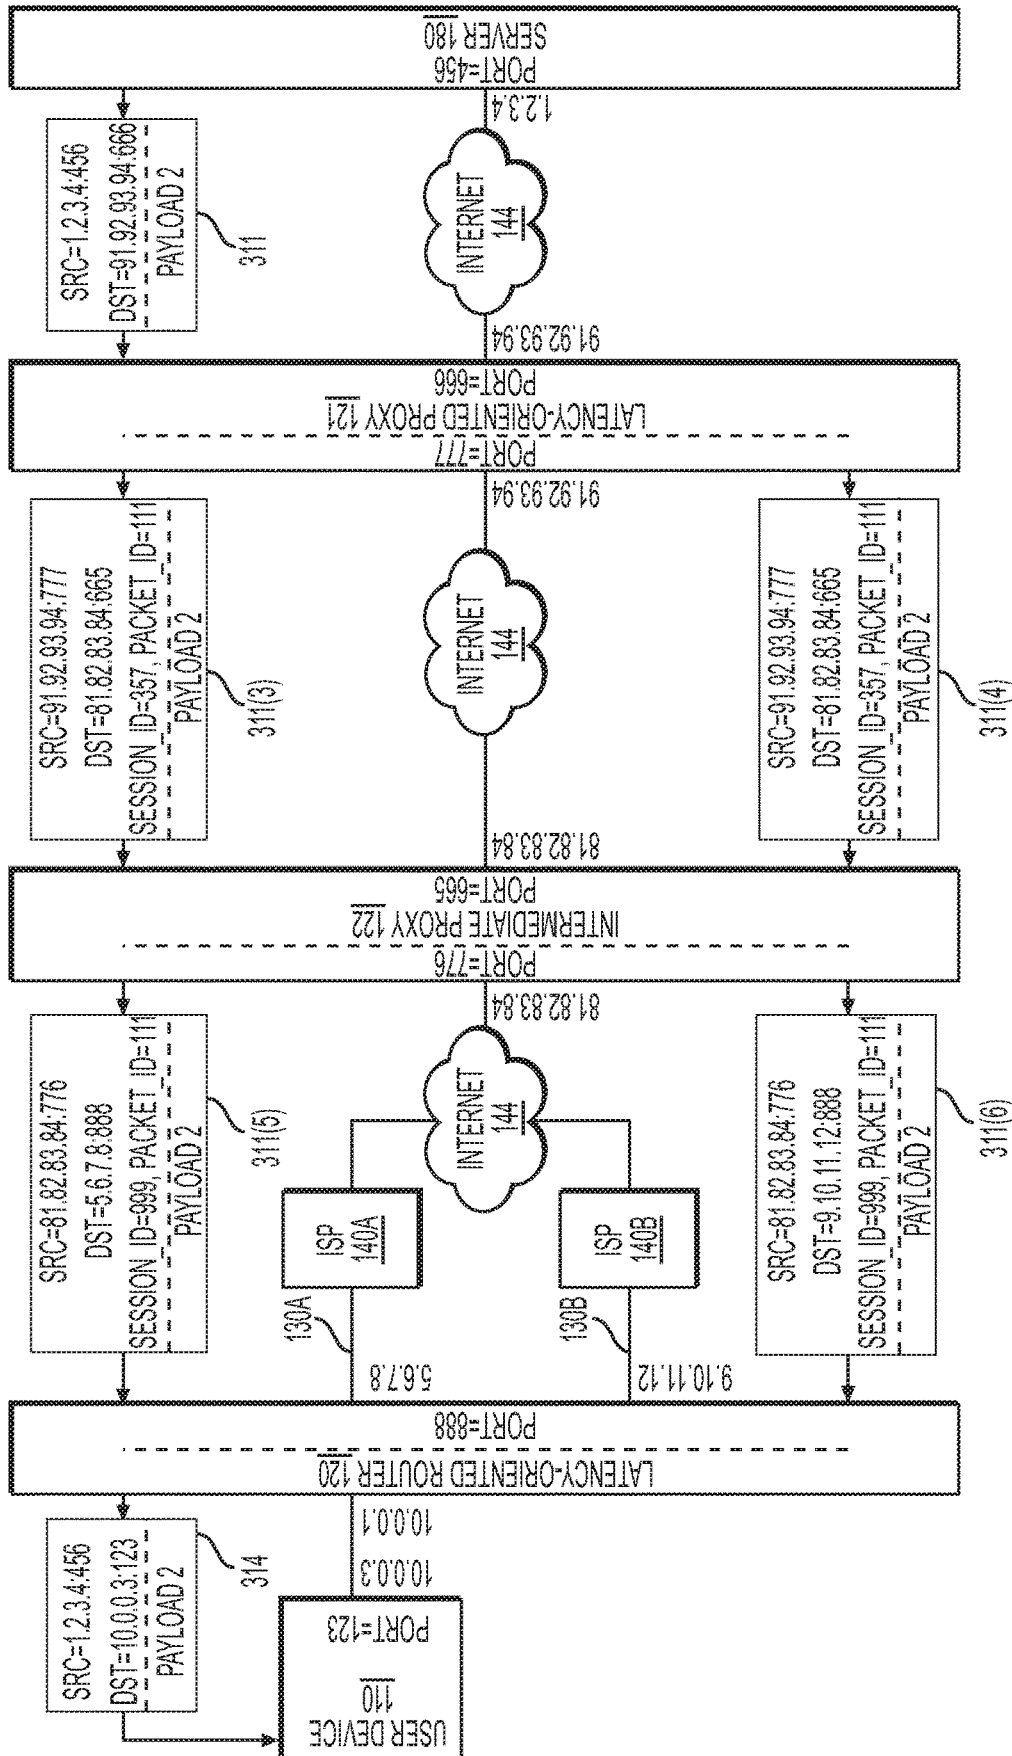 SERVER 180
PORT=456
1.2.3.4
SRC=1.2.3.4:456
DST=91.92.93.94:666
PAYLOAD 2
311
INTERNET
144
91.92.93.94
PORT=666
LATENCY-ORIENTED PROXY 121
PORT=777
91.92.93.94
SRC=91.92.93.94:777
DST=81.82.83.84:665
SESSION_ID=357, PACKET_ID=111
PAYLOAD 2
311(3)
INTERNET
144
SRC=91.92.93.94:777
DST=81.82.83.84:665
SESSION_ID=357, PACKET_ID=111
PAYLOAD 2
311(4)
81.82.83.84
PORT=665
INTERMEDIATE PROXY 122
PORT=776
81.82.83.84
SRC=81.82.83.84:776
DST=5.6.7.8:888
SESSION_ID=999, PACKET_ID=111
PAYLOAD 2
311(5)
INTERNET
144
ISP
140A
ISP
140B
130A
130B
SRC=81.82.83.84:776
DST=9.10.11.12:888
SESSION_ID=999, PACKET_ID=111
PAYLOAD 2
311(6)
5.6.7.8
9.10.11.12
PORT=888
LATENCY-ORIENTED ROUTER 120
10.0.0.1
SRC=1.2.3.4:456
DST=10.0.0.3:123
PAYLOAD 2
314
10.0.0.3
PORT=123
110
USER DEVICE